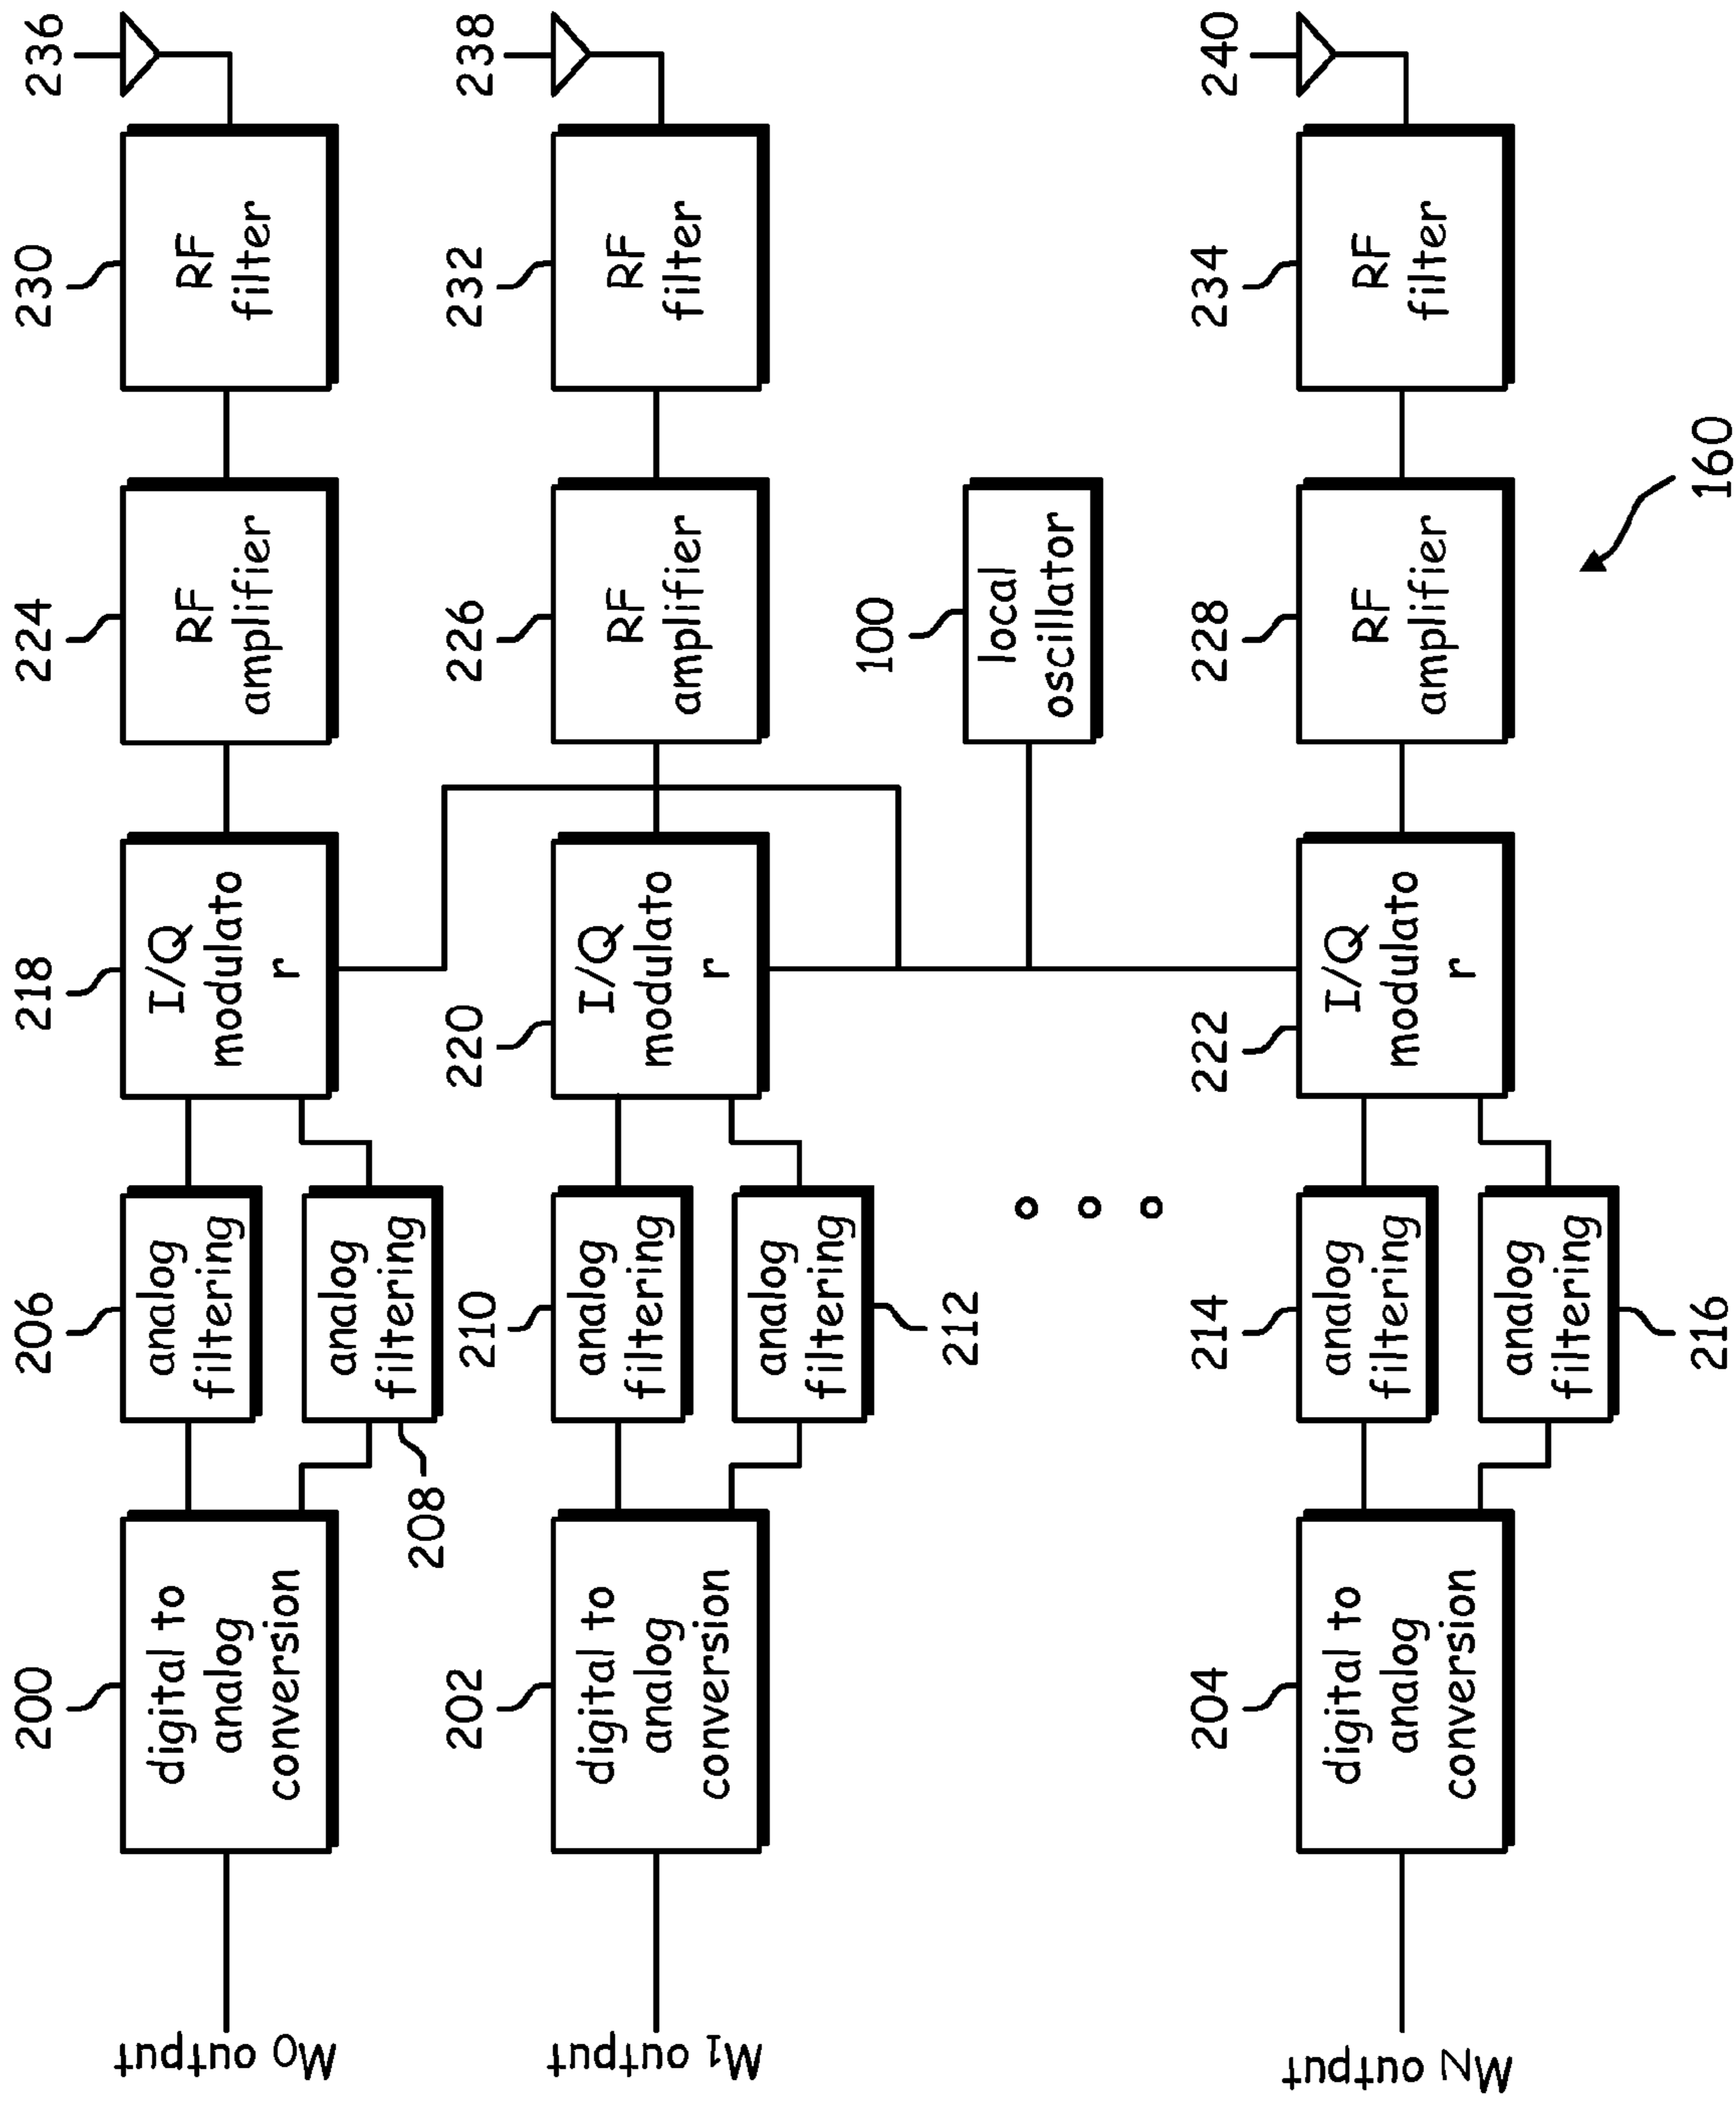 200
206
218
224
230
236
digital to
analog
conversion
analog
filtering
I/Q
modulato
r
RF
amplifier
RF
filter
M0 output
analog
filtering
208
202
210
220
226
232
238
digital to
analog
conversion
analog
filtering
I/Q
modulato
r
RF
amplifier
RF
filter
M1 output
analog
filtering
212
100
local
oscillator
204
214
222
228
234
240
digital to
analog
conversion
analog
filtering
I/Q
modulato
r
RF
amplifier
RF
filter
MN output
analog
filtering
216
160